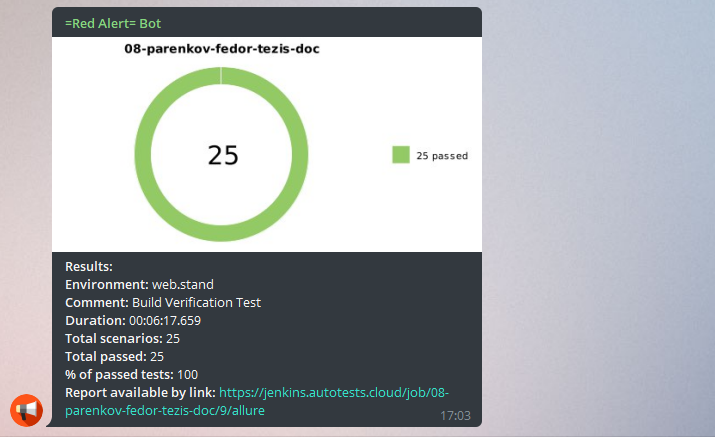 =Red Alert= Bot
08-parenkov-fedor-tezis-doc
25
25 passed
Results:
Environment: web.stand
Comment: Build Verification Test
Duration: 00:06:17.659
Total scenarios: 25
Total passed: 25
% of passed tests: 100
Report available by link: https://jenkins.autotests.cloud/job/08-
parenkov-fedor-tezis-doc/9/allure
17:03